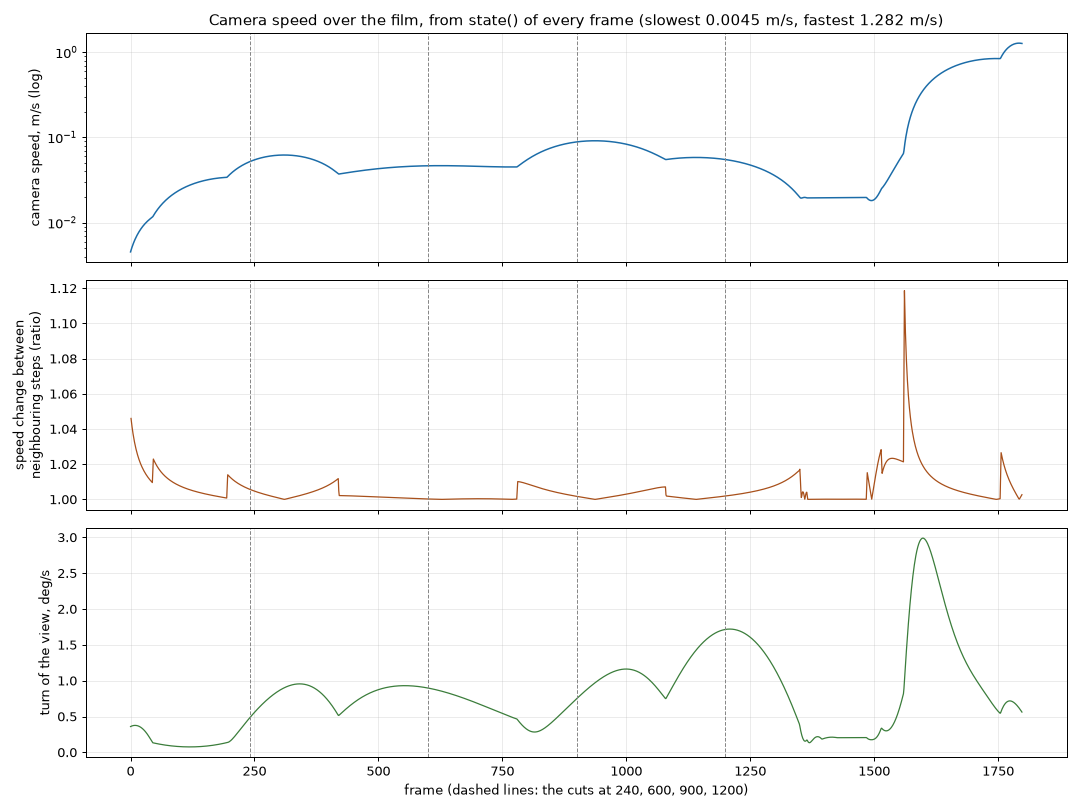 Camera speed over the film, from state() of every frame (slowest 0.0045 m/s, fastest 1.282 m/s)
camera speed, m/s (log)
10⁰
10⁻¹
10⁻²
speed change between
neighbouring steps (ratio)
1.12
1.10
1.08
1.06
1.04
1.02
1.00
turn of the view, deg/s
3.0
2.5
2.0
1.5
1.0
0.5
0.0
0 250 500 750 1000 1250 1500 1750
frame (dashed lines: the cuts at 240, 600, 900, 1200)